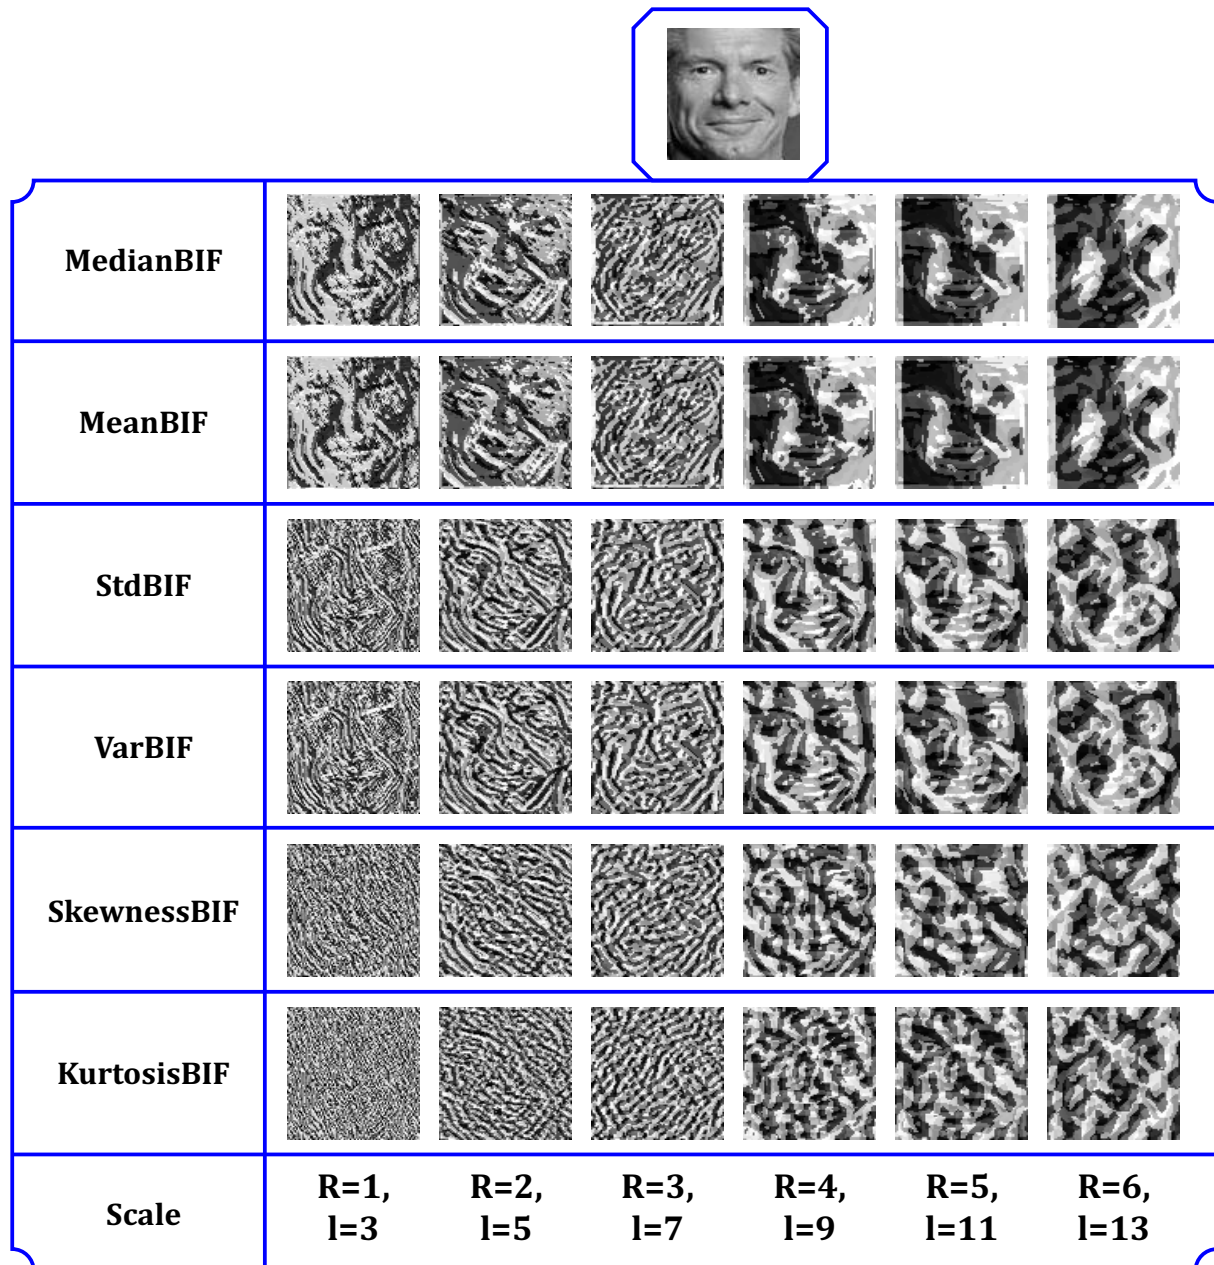 MedianBIF
MeanBIF
StdBIF
VarBIF
SkewnessBIF
KurtosisBIF
Scale
R=1,
l=3
R=2,
l=5
R=3,
l=7
R=4,
l=9
R=5,
l=11
R=6,
l=13